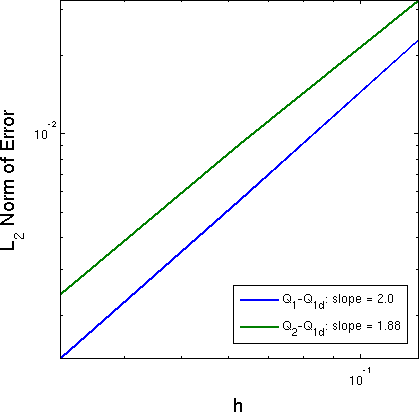 L2 Norm of Error
10-2
Q1-Q1d: slope = 2.0
Q2-Q1d: slope = 1.88
10-1
h